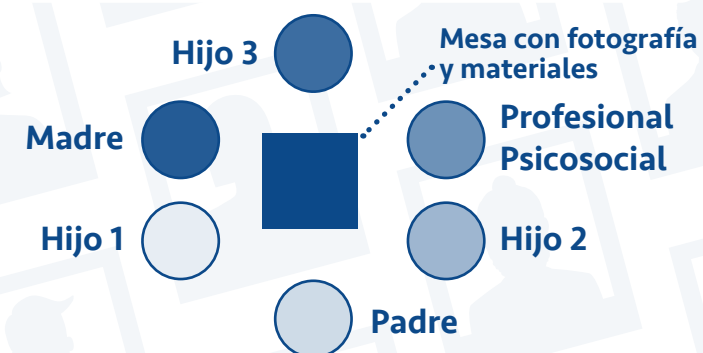 Hijo 3
Mesa con fotografía
y materiales
Madre
Profesional
Psicosocial
Hijo 1
Hijo 2
Padre